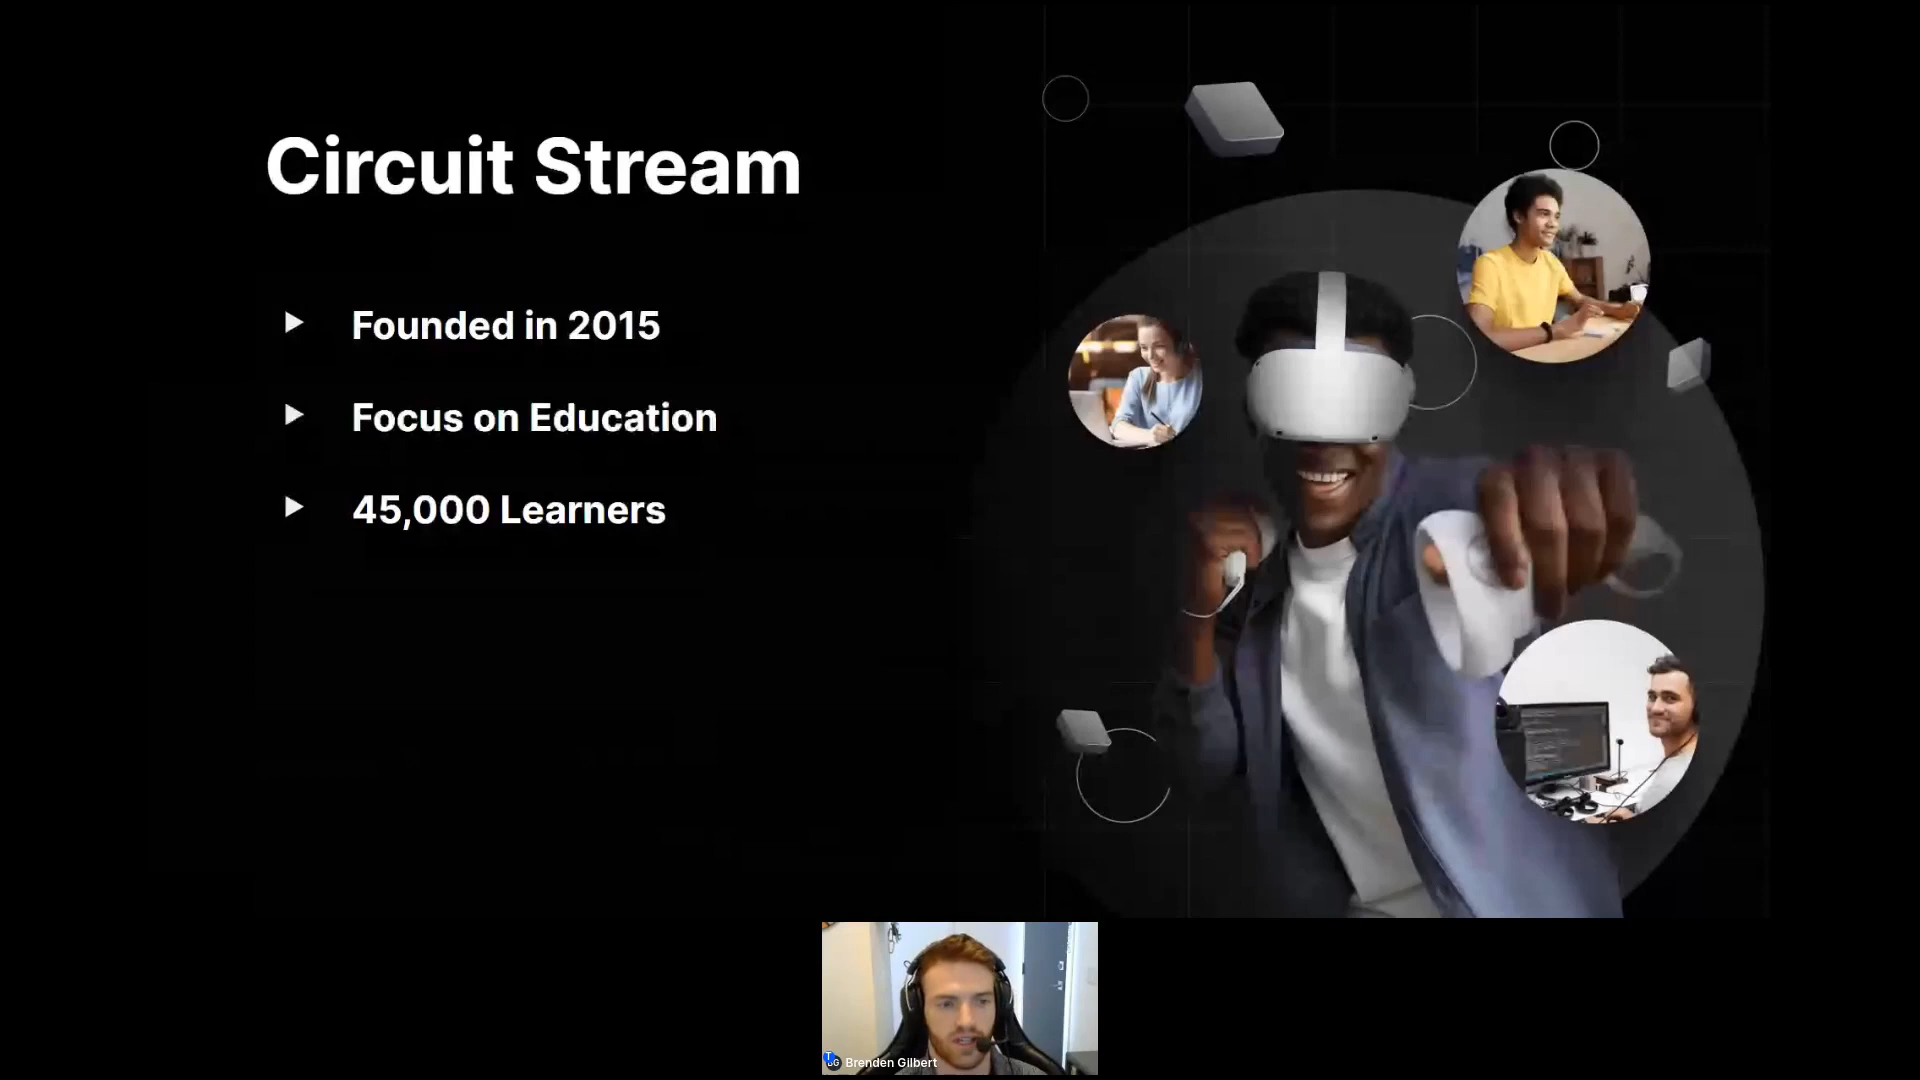 Circuit Stream
Founded in 2015
Focus on Education
45,000 Learners
Brenden Gilbert